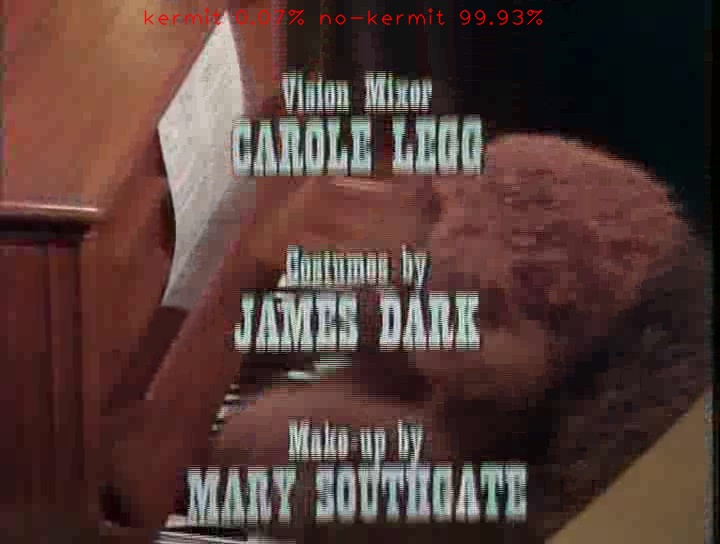 kermit 0.07% no-kermit 99.93%
Vision Mixer
CAROLE LEGG
Costumes by
JAMES DARK
Make-up by
MARY SOUTHGATE